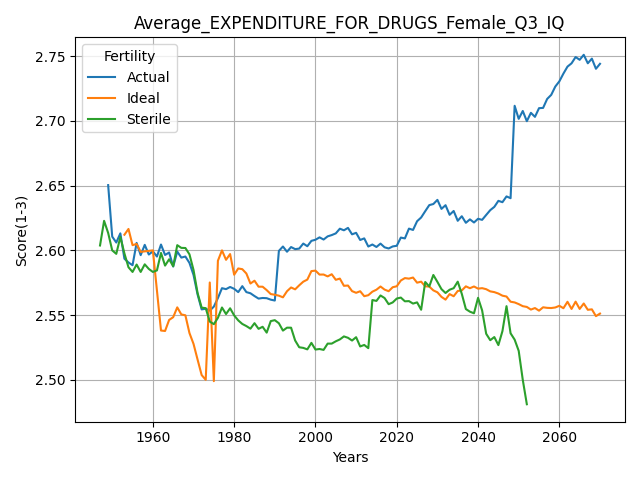 Average_EXPENDITURE_FOR_DRUGS_Female_Q3_IQ
Fertility
Actual
Ideal
Sterile
Score(1-3)
2.75
2.70
2.65
2.60
2.55
2.50
1960 1980 2000 2020 2040 2060
Years